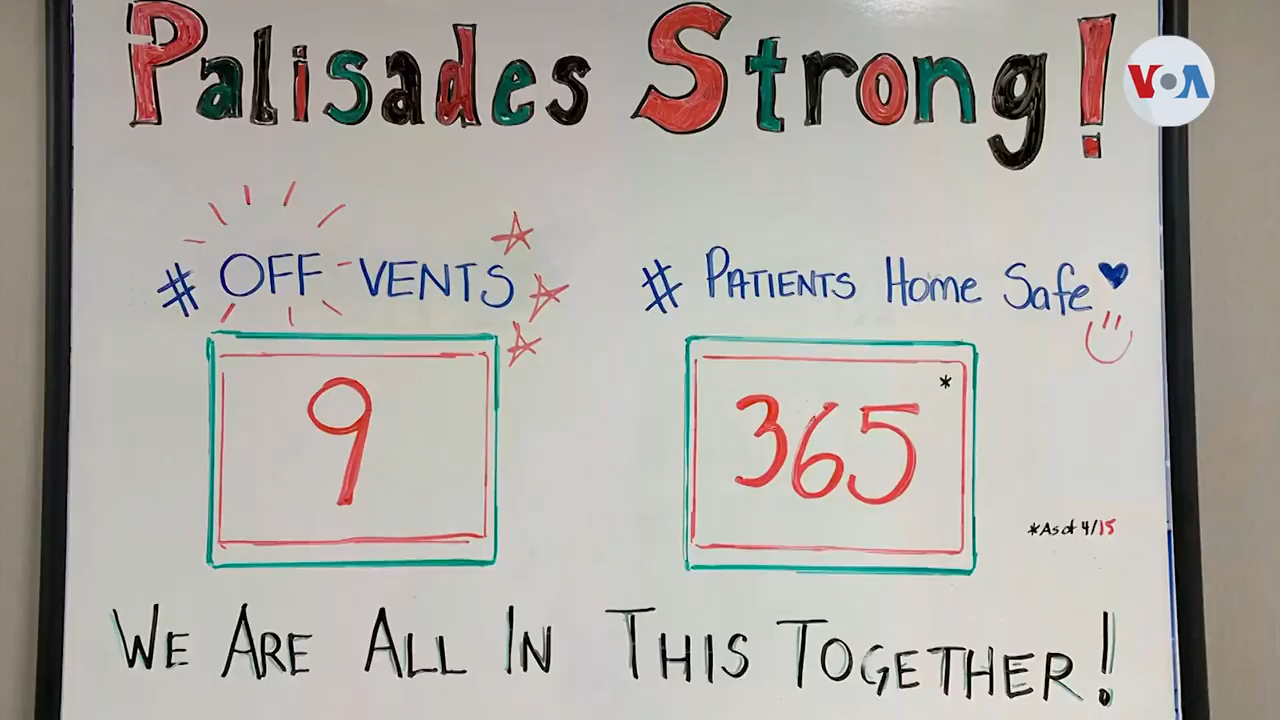 Palisades Strong!
VOA
# OFF VENTS
# PATIENTS Home Safe
9
365*
*As of 4/15
WE ARE ALL IN THIS TOGETHER!